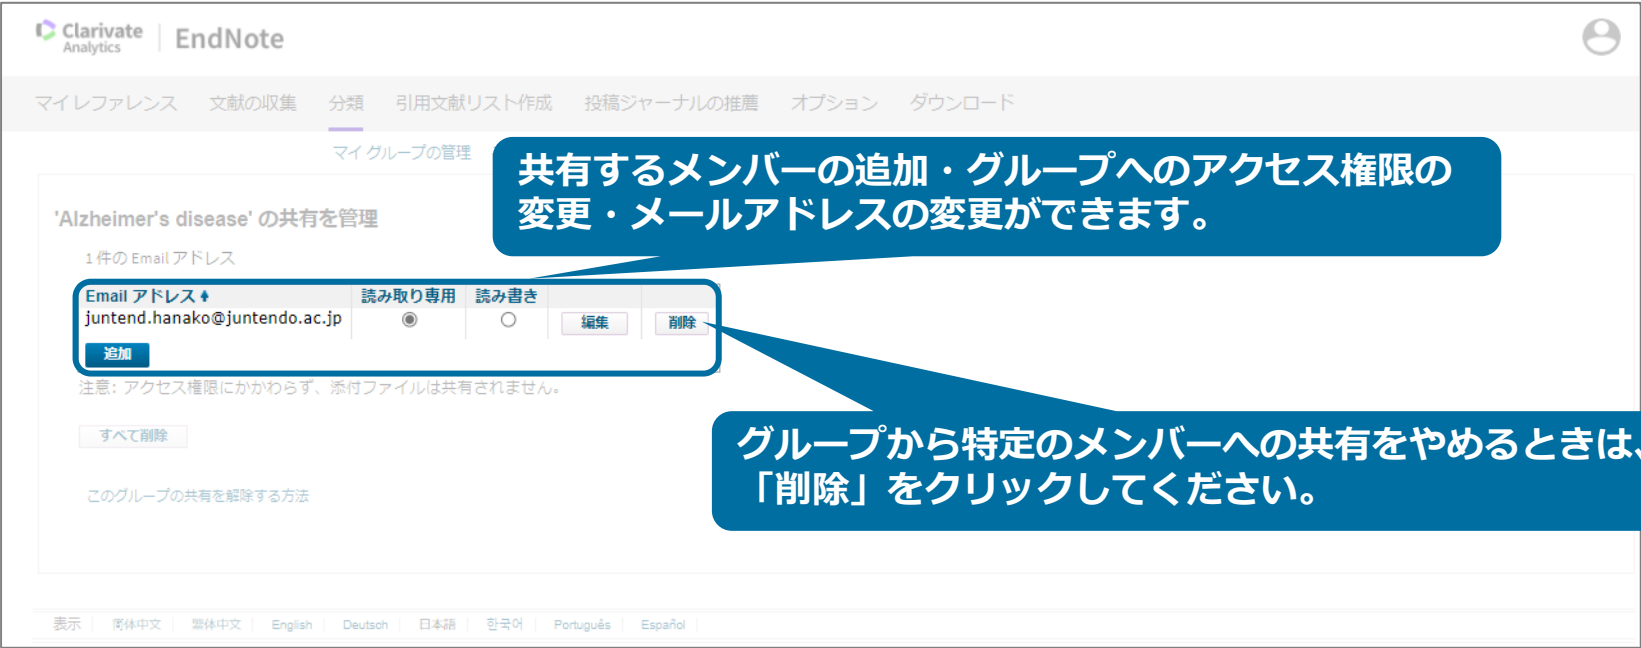 Clarivate
Analytics
EndNote
マイレファレンス 文献の収集 分類 引用文献リスト作成 投稿ジャーナルの推薦 オプション ダウンロード
マイ グループの管理
共有するメンバーの追加・グループへのアクセス権限の
変更・メールアドレスの変更ができます。
'Alzheimer's disease' の共有を管理
1 件の Email アドレス
Email アドレス 読み取り専用 読み書き
juntend.hanako@juntendo.ac.jp 編集 削除
追加
注意: アクセス権限にかかわらず、添付ファイルは共有されません。
グループから特定のメンバーへの共有をやめるときは、
「削除」をクリックしてください。
すべて削除
このグループの共有を解除する方法
表示 简体中文 繁体中文 English Deutsch 日本語 한국어 Português Español